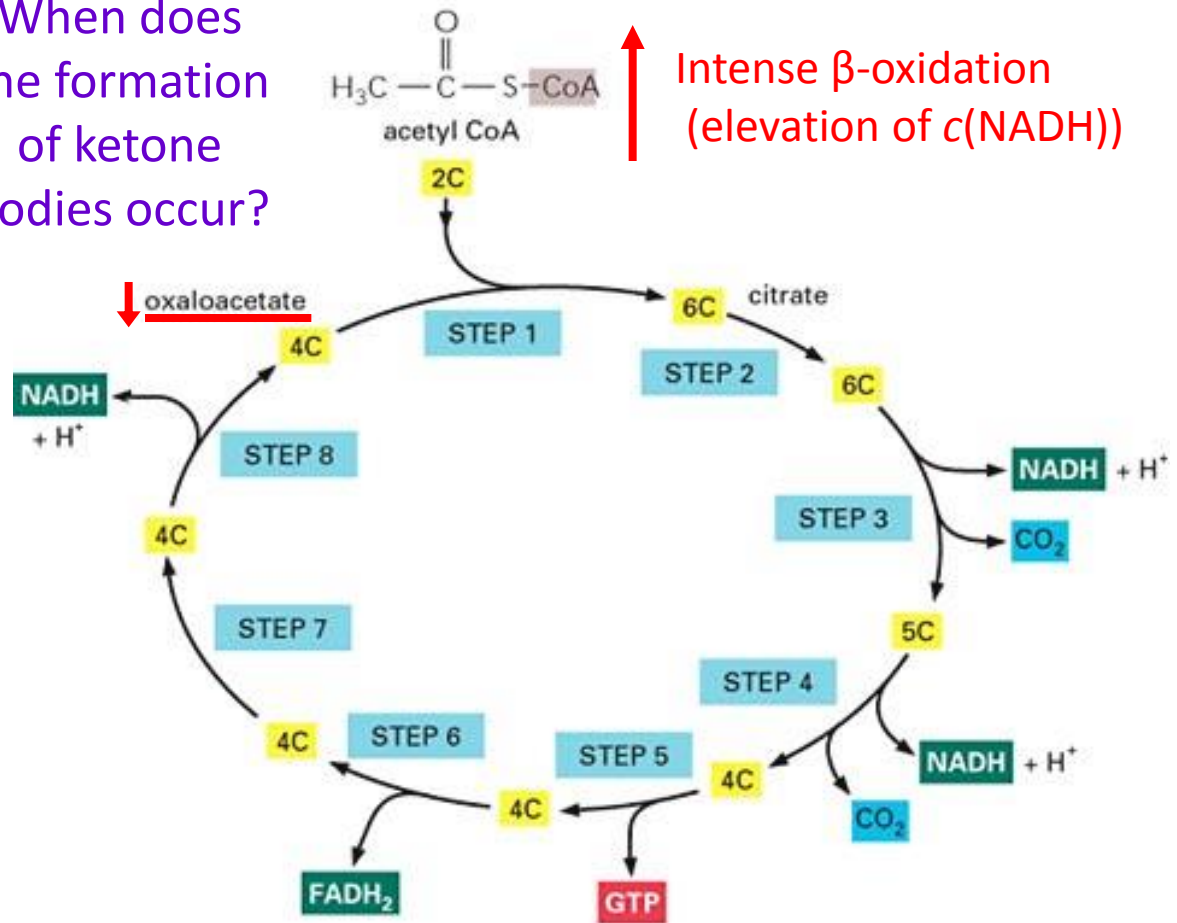 When does
he formation
of ketone
odies occur?
O
H₃C — C — S – CoA
acetyl CoA
Intense β-oxidation
(elevation of c(NADH))
2C
oxaloacetate
4C
STEP 1
6C
citrate
STEP 2
6C
NADH
+ H⁺
STEP 8
NADH + H⁺
STEP 3
CO₂
4C
STEP 7
5C
STEP 4
4C
STEP 6
STEP 5
4C
NADH + H⁺
4C
CO₂
FADH₂
GTP